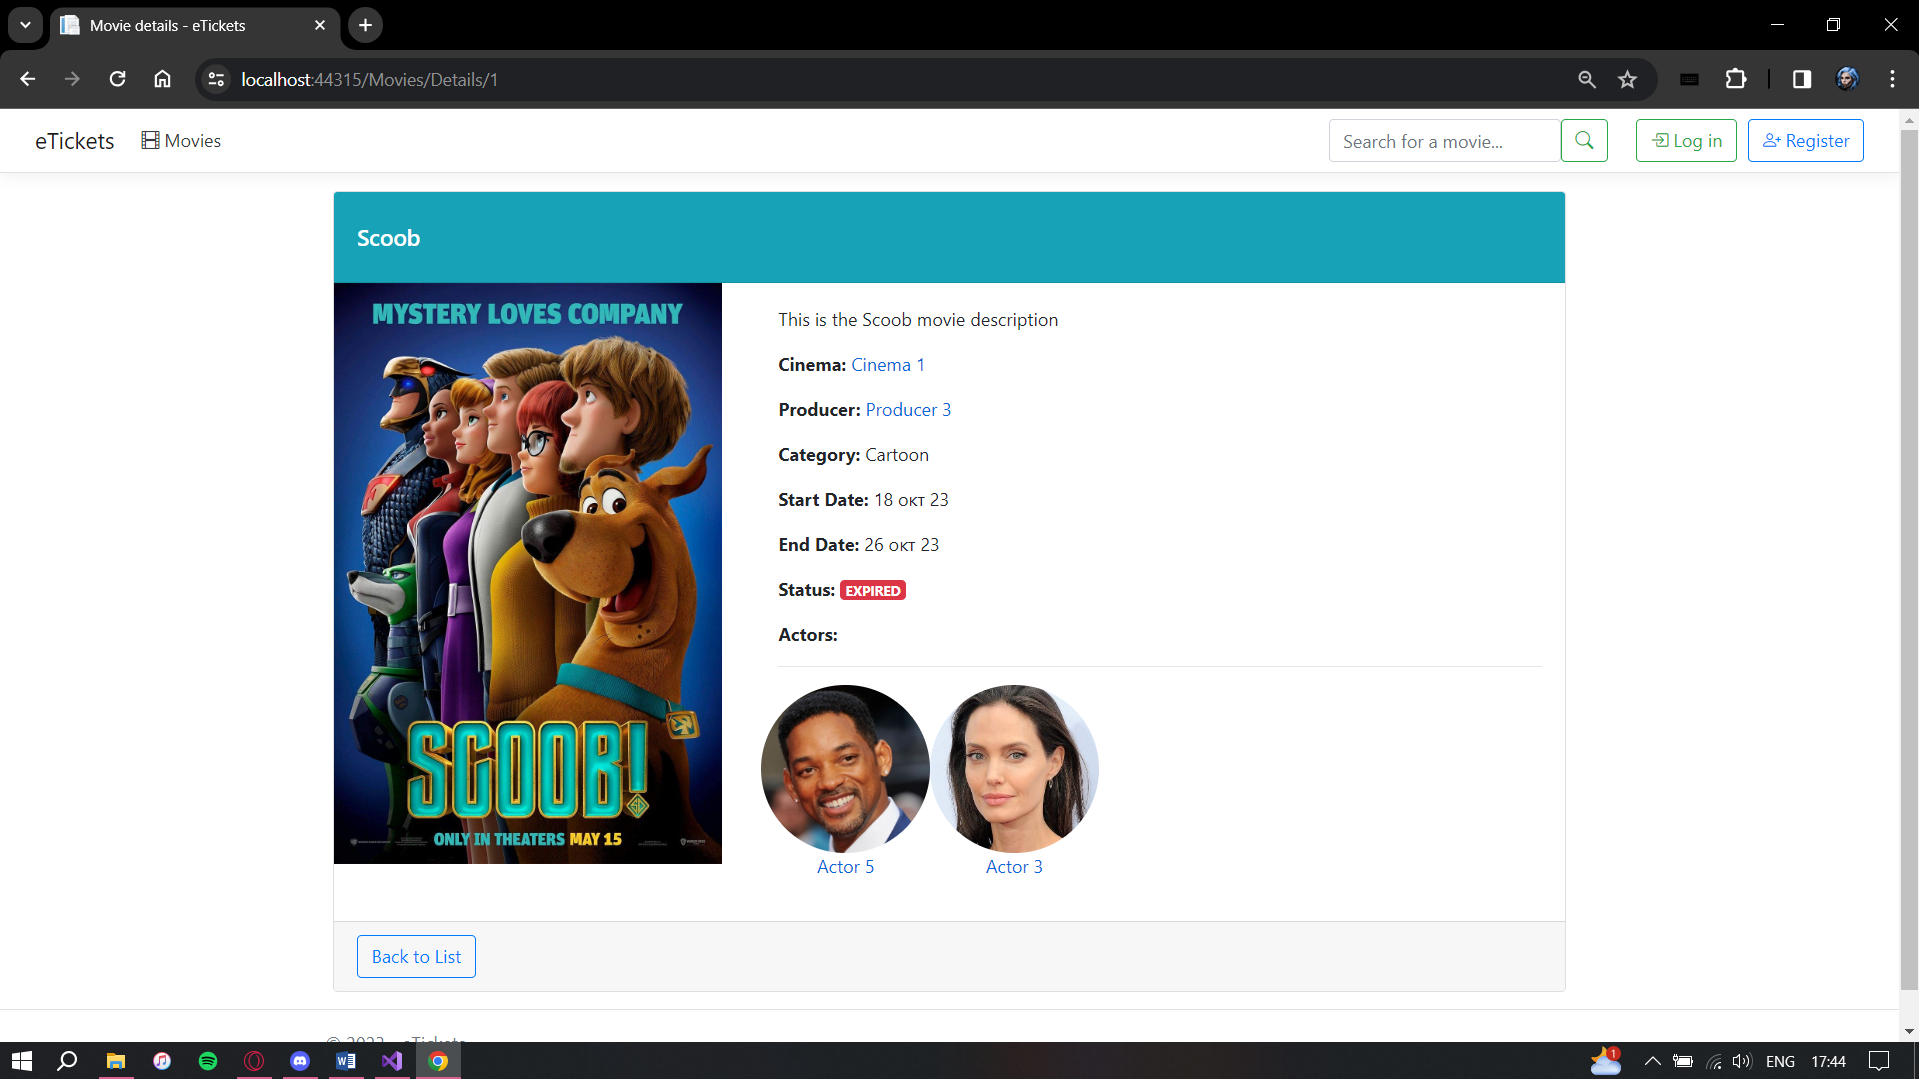 Movie details - eTickets
localhost:44315/Movies/Details/1
eTickets
Movies
Search for a movie...
Log in
Register
Scoob
MYSTERY LOVES COMPANY
SCOOB!
ONLY IN THEATERS MAY 15
This is the Scoob movie description
Cinema: Cinema 1
Producer: Producer 3
Category: Cartoon
Start Date: 18 окт 23
End Date: 26 окт 23
Status: EXPIRED
Actors:
Actor 5
Actor 3
Back to List
1
ENG
17:44